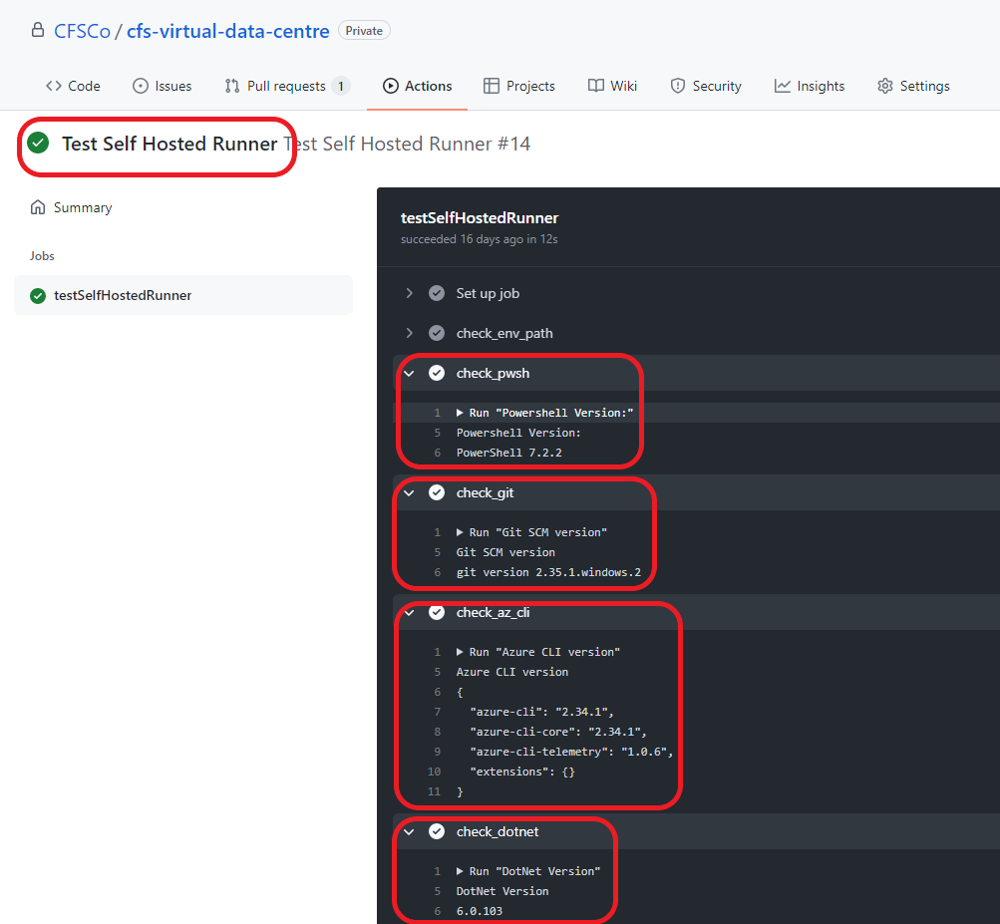 CFSCo / cfs-virtual-data-centre Private
Code Issues Pull requests 1 Actions Projects Wiki Security Insights Settings
Test Self Hosted Runner Test Self Hosted Runner #14
Summary
Jobs
testSelfHostedRunner
testSelfHostedRunner
succeeded 16 days ago in 12s
Set up job
check_env_path
check_pwsh
1 Run "Powershell Version:"
5 Powershell Version:
6 PowerShell 7.2.2
check_git
1 Run "Git SCM version"
5 Git SCM version
6 git version 2.35.1.windows.2
check_az_cli
1 Run "Azure CLI version"
5 Azure CLI version
6 {
7 "azure-cli": "2.34.1",
8 "azure-cli-core": "2.34.1",
9 "azure-cli-telemetry": "1.0.6",
10 "extensions": {}
11 }
check_dotnet
1 Run "DotNet Version"
5 DotNet Version
6 6.0.103